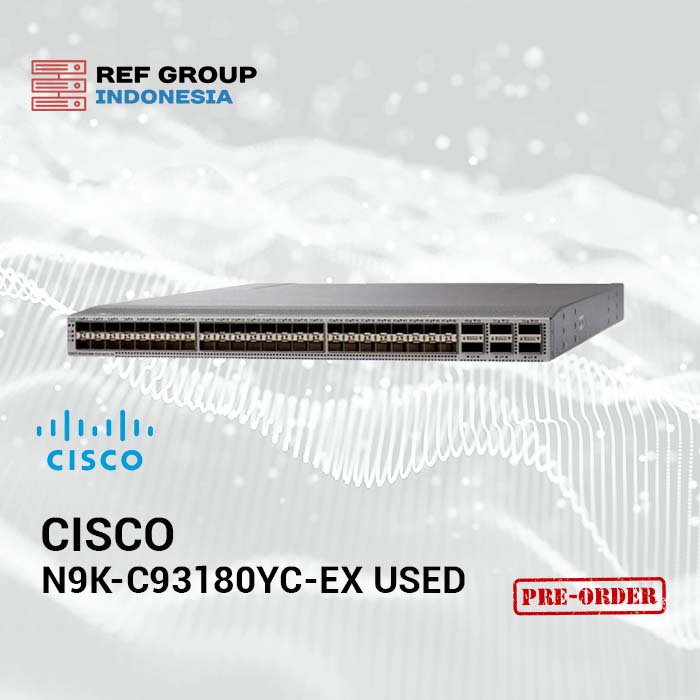 REF GROUP
INDONESIA
CISCO
CISCO
N9K-C93180YC-EX USED
PRE-ORDER